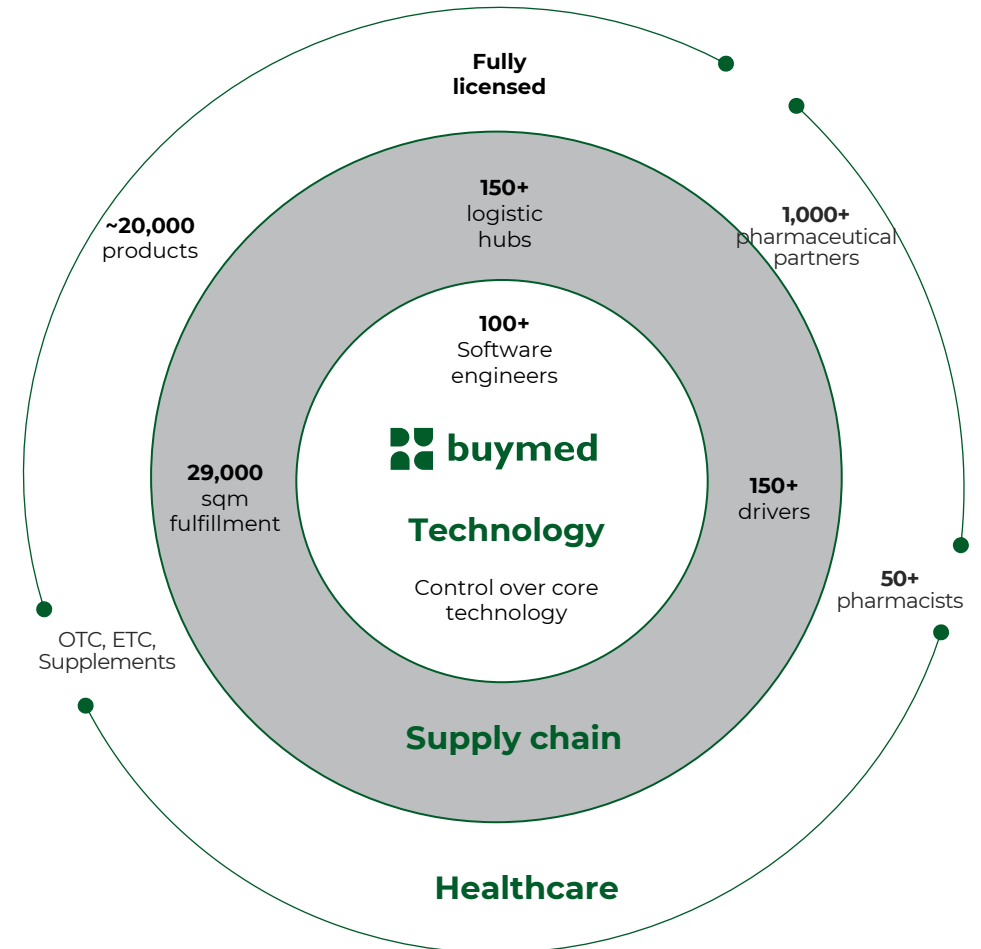 Fully
licensed
150+
logistic
hubs
~20,000
products
1,000+
pharmaceutical
partners
100+
Software
engineers
buymed
29,000
sqm
fulfillment
150+
drivers
Technology
Control over core
technology
50+
pharmacists
OTC, ETC,
Supplements
Supply chain
Healthcare